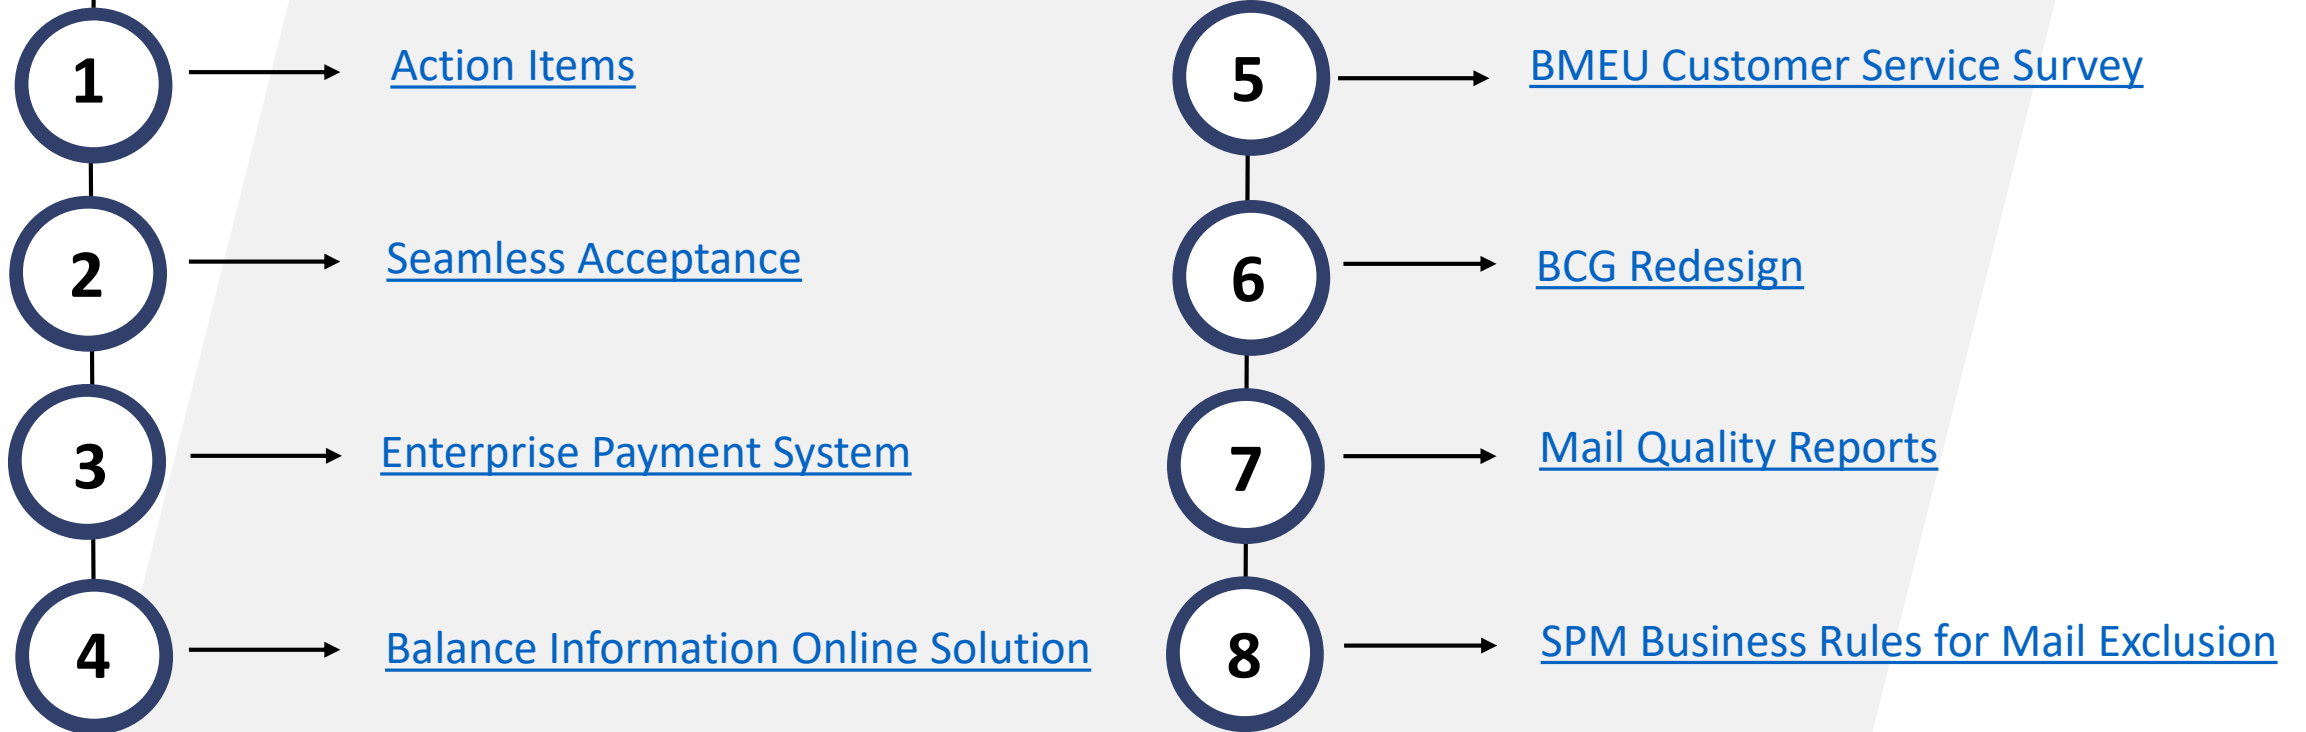 1 Action Items
2 Seamless Acceptance
3 Enterprise Payment System
4 Balance Information Online Solution
5 BMEU Customer Service Survey
6 BCG Redesign
7 Mail Quality Reports
8 SPM Business Rules for Mail Exclusion